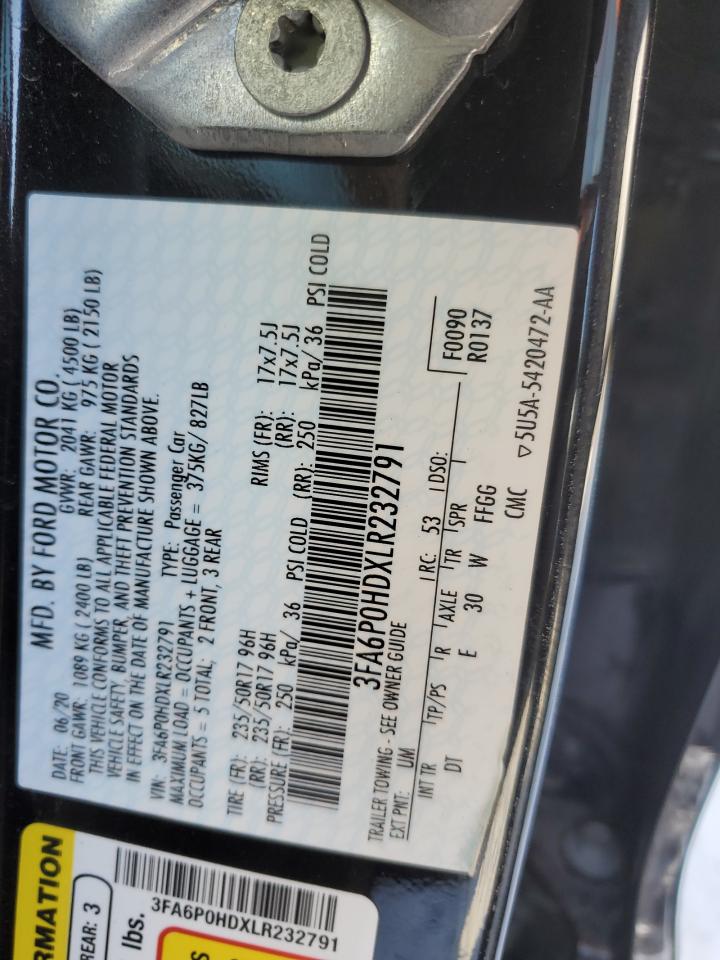 MFD. BY FORD MOTOR CO.
DATE: 06/20 GVWR: 2041 KG ( 4500 LB)
FRONT GAWR: 1089 KG ( 2400 LB) REAR GAWR: 975 KG ( 2150 LB)
THIS VEHICLE CONFORMS TO ALL APPLICABLE FEDERAL MOTOR
VEHICLE SAFETY, BUMPER, AND THEFT PREVENTION STANDARDS
IN EFFECT ON THE DATE OF MANUFACTURE SHOWN ABOVE.
VIN: 3FA6P0HDXLR232791 TYPE: Passenger Car
MAXIMUM LOAD = OCCUPANTS + LUGGAGE = 375KG/ 827LB
OCCUPANTS = 5 TOTAL; 2 FRONT, 3 REAR
TIRE (FR): 235/50R17 96H RIMS (FR): 17x7.5J
(RR): 235/50R17 96H (RR): 17x7.5J
PRESSURE (FR): 250 kPa/ 36 PSI COLD (RR): 250 kPa/ 36 PSI COLD
3FA6P0HDXLR232791
TRAILER TOWING - SEE OWNER GUIDE F0090
EXT PNT: UM RC: 53 DSO: R0137
INT TR TP/PS R AXLE TR SPR
DT E 30 W FFGG
CMC ▽5U5A-5420472-AA
RMATION
REAR: 3
lbs.
3FA6P0HDXLR232791